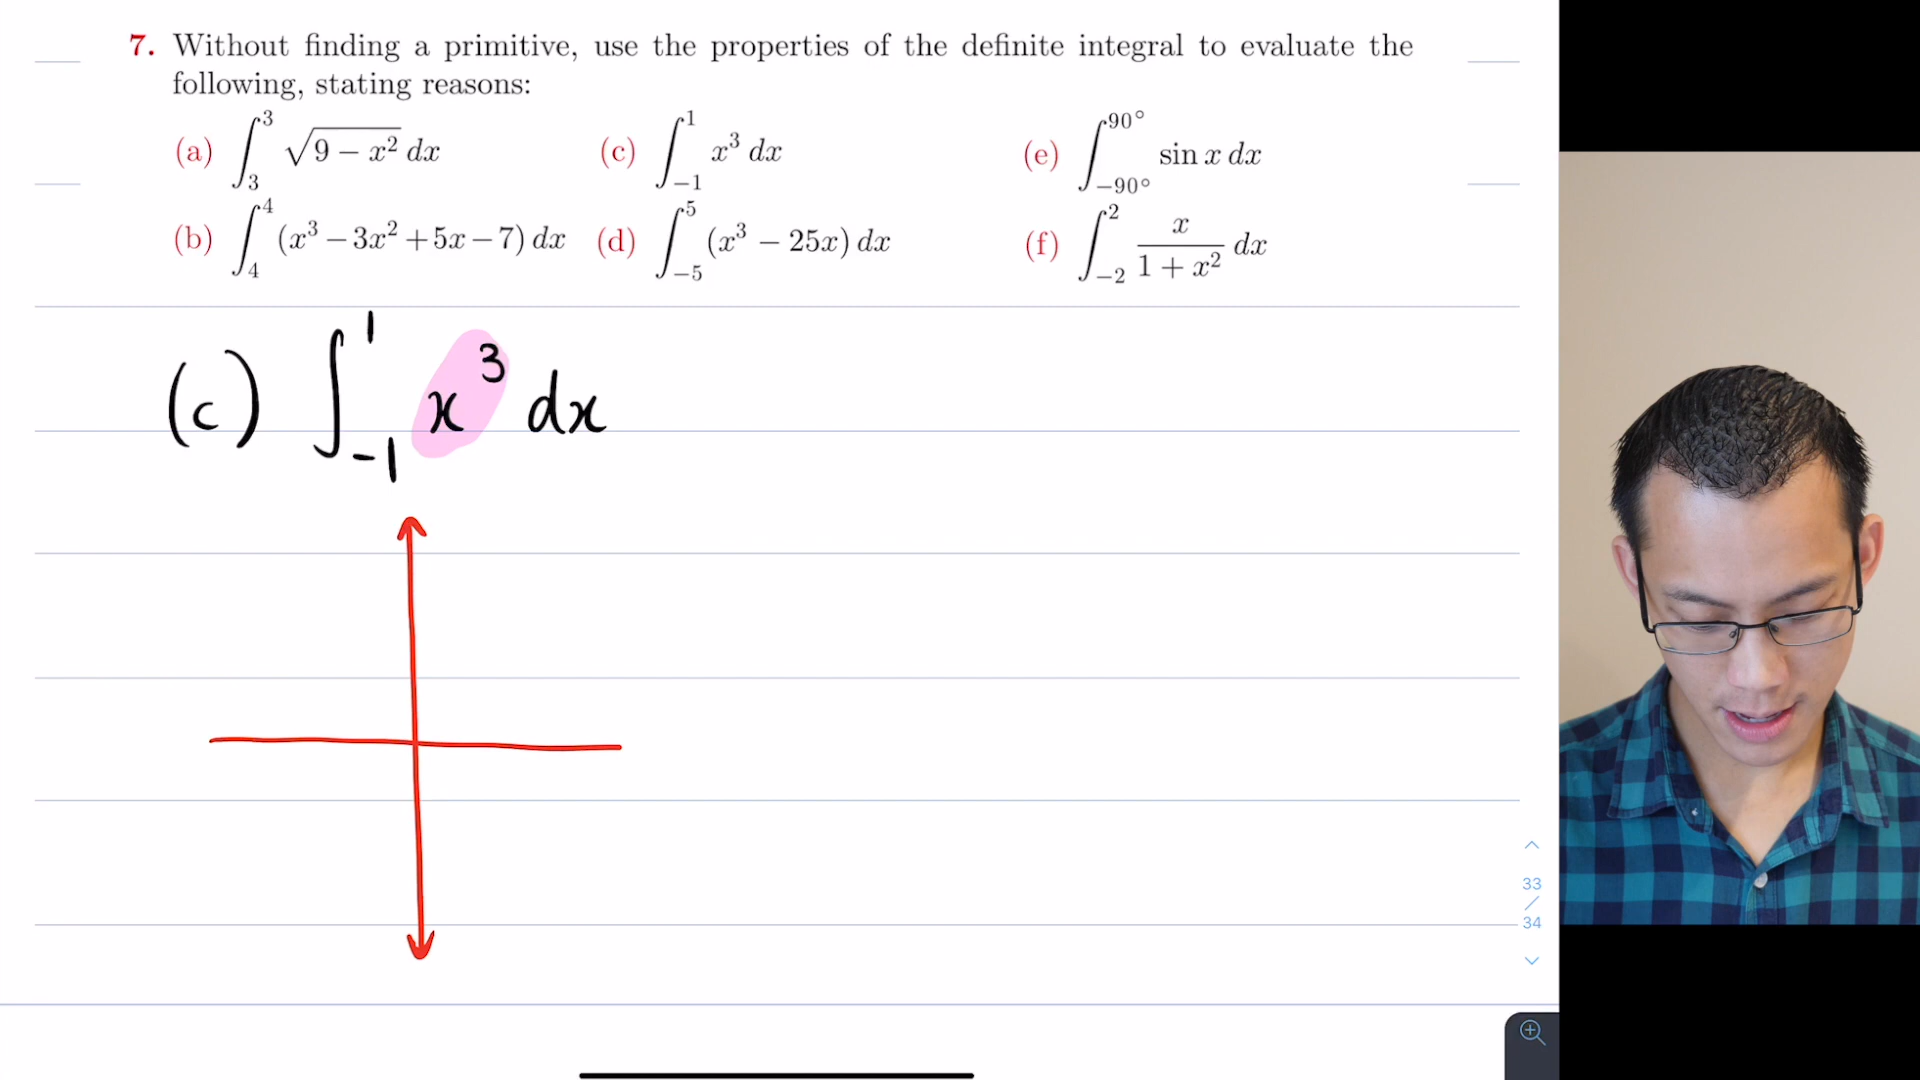 7. Without finding a primitive, use the properties of the definite integral to evaluate the
following, stating reasons:
(a) ∫₃³ √(9 − x²) dx (c) ∫₋₁¹ x³ dx (e) ∫₋₉₀°⁹⁰° sin x dx
(b) ∫₄⁴ (x³ − 3x² + 5x − 7) dx (d) ∫₋₅⁵ (x³ − 25x) dx (f) ∫₋₂² x/(1 + x²) dx
(c) ∫₋₁¹ x³ dx
33
/
34